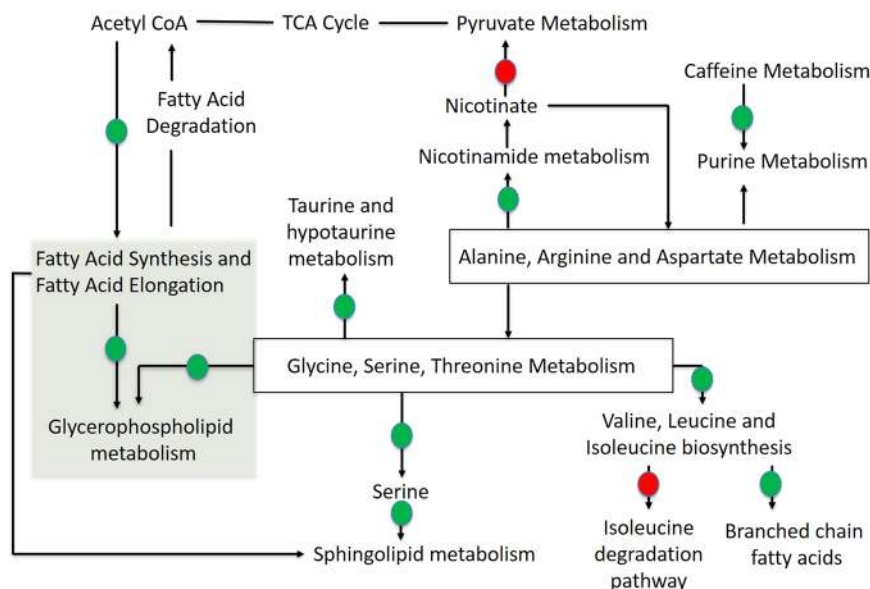 Acetyl CoA
TCA Cycle
Pyruvate Metabolism
Caffeine Metabolism
Fatty Acid
Degradation
Nicotinate
Nicotinamide metabolism
Purine Metabolism
Taurine and
hypotaurine
metabolism
Fatty Acid Synthesis and
Fatty Acid Elongation
Alanine, Arginine and Aspartate Metabolism
Glycine, Serine, Threonine Metabolism
Glycerophospholipid
metabolism
Valine, Leucine and
Isoleucine biosynthesis
Serine
Sphingolipid metabolism
Isoleucine
degradation
pathway
Branched chain
fatty acids